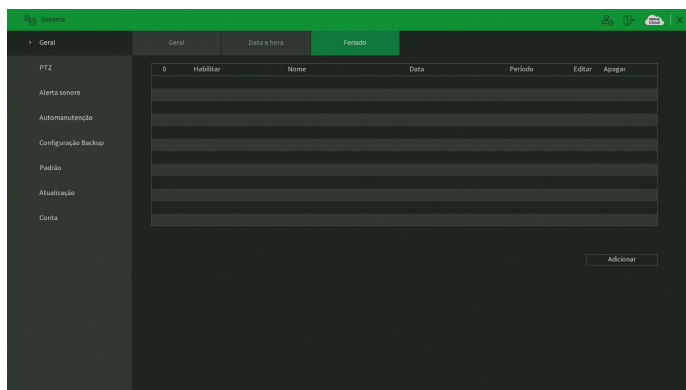 Sistema
Geral
PTZ
Alerta sonoro
Automanutenção
Configuração Backup
Padrão
Atualização
Conta
Geral Data e hora Feriado
0 Habilitar Nome Data Período Editar Apagar
Adicionar